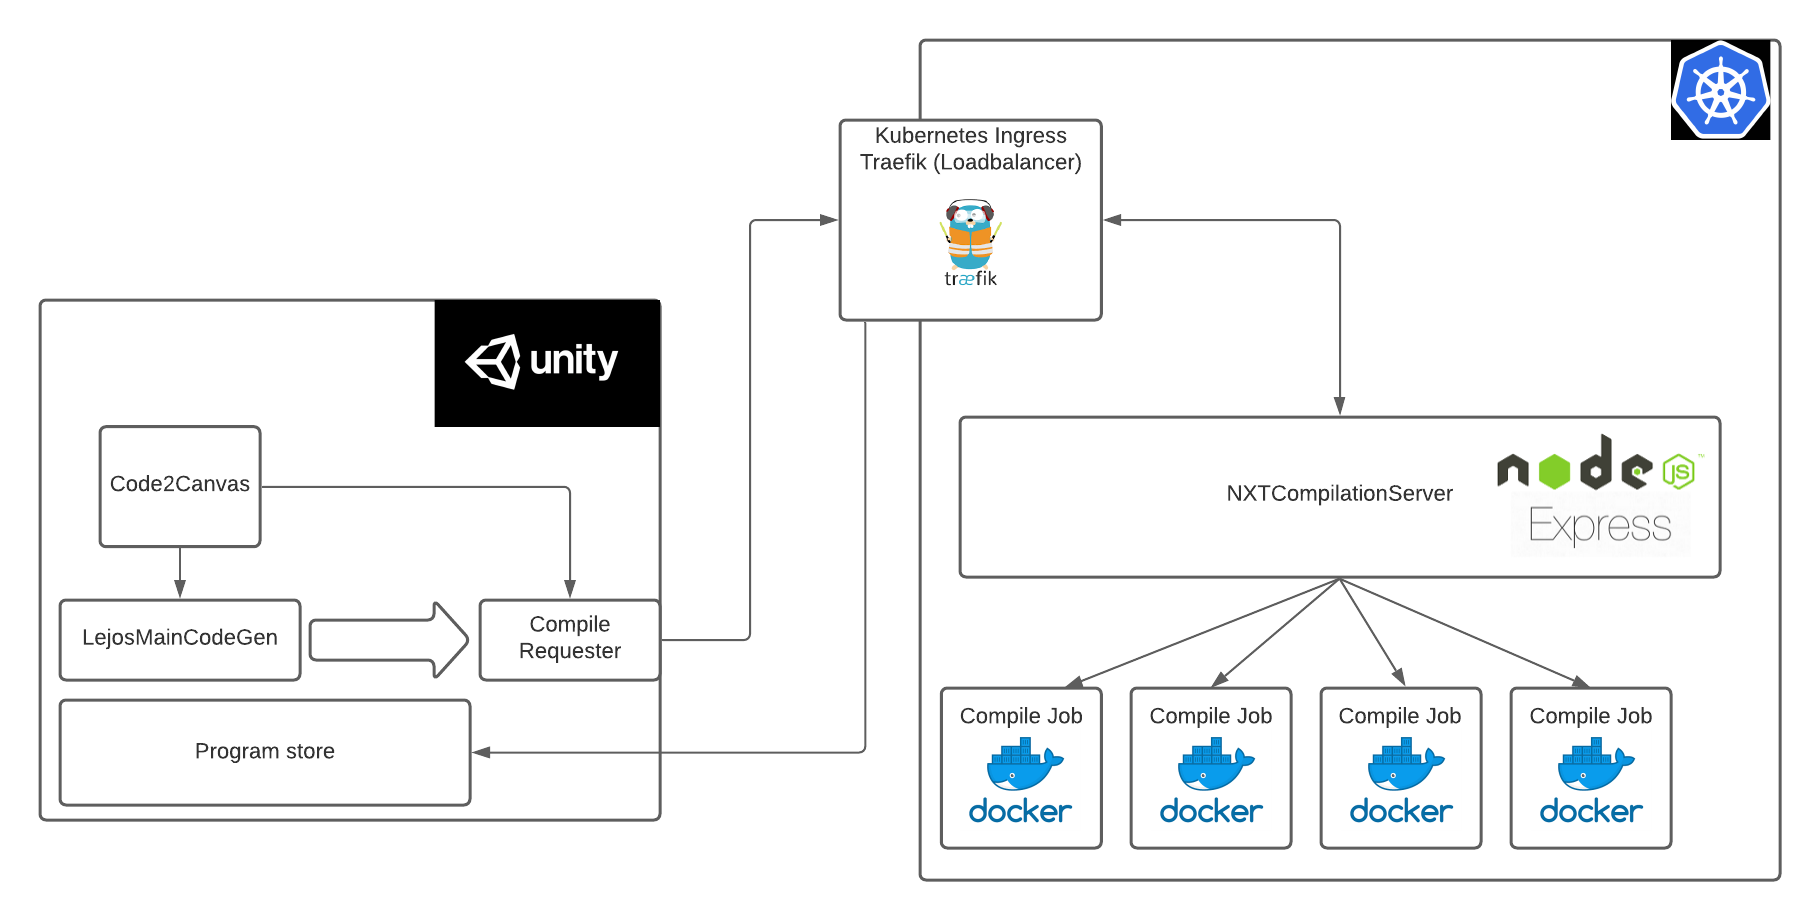 Kubernetes Ingress
Traefik (Loadbalancer)
træfik
unity
Code2Canvas
NXTCompilationServer
node
JS
TM
Express
LejosMainCodeGen
Compile
Requester
Program store
Compile Job
docker
Compile Job
docker
Compile Job
docker
Compile Job
docker